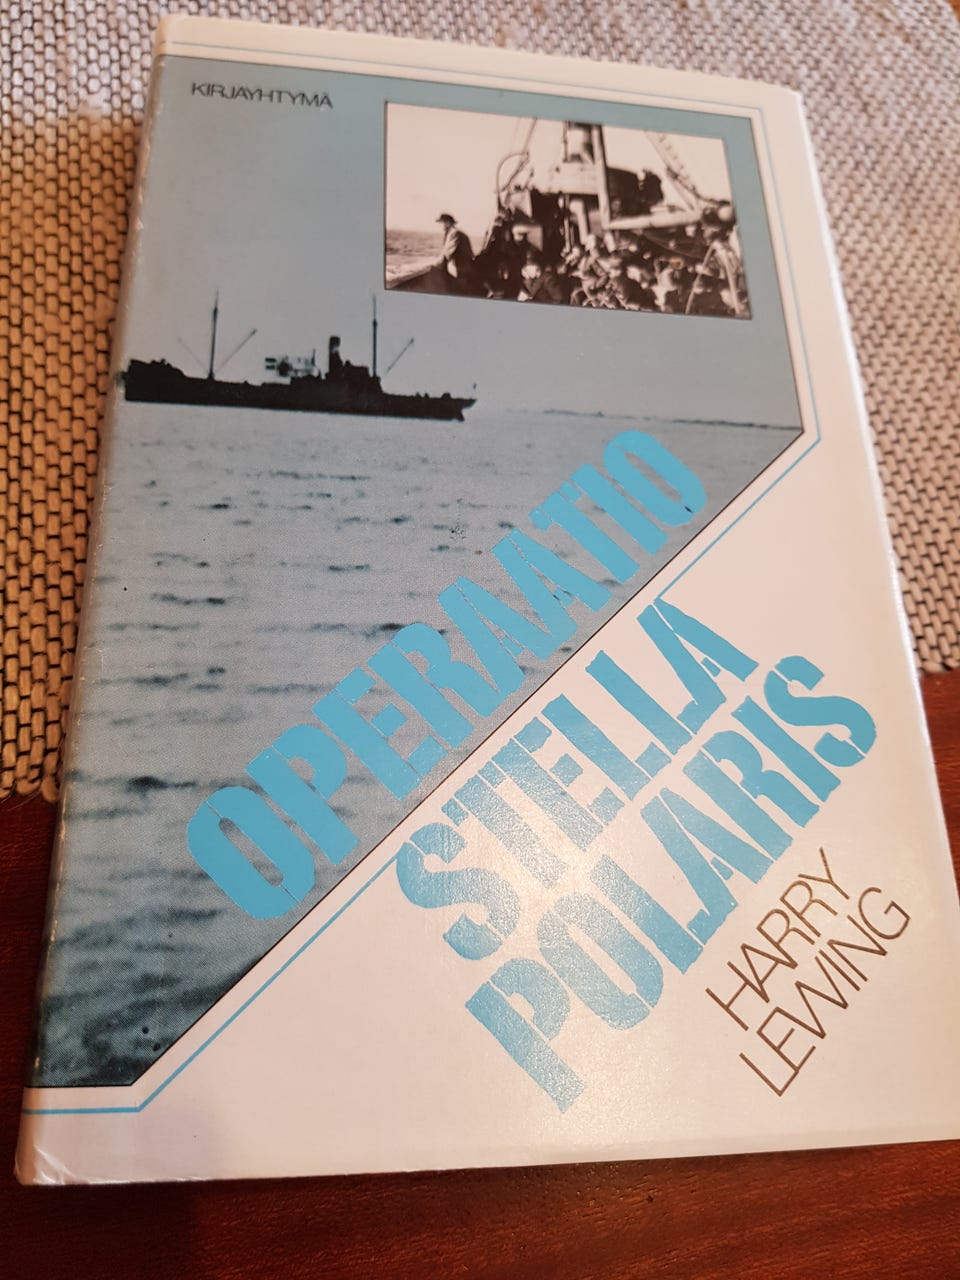 KIRJAYHTYMÄ
OPERAATIO
STELLA
POLARIS
HARRY
LEWING